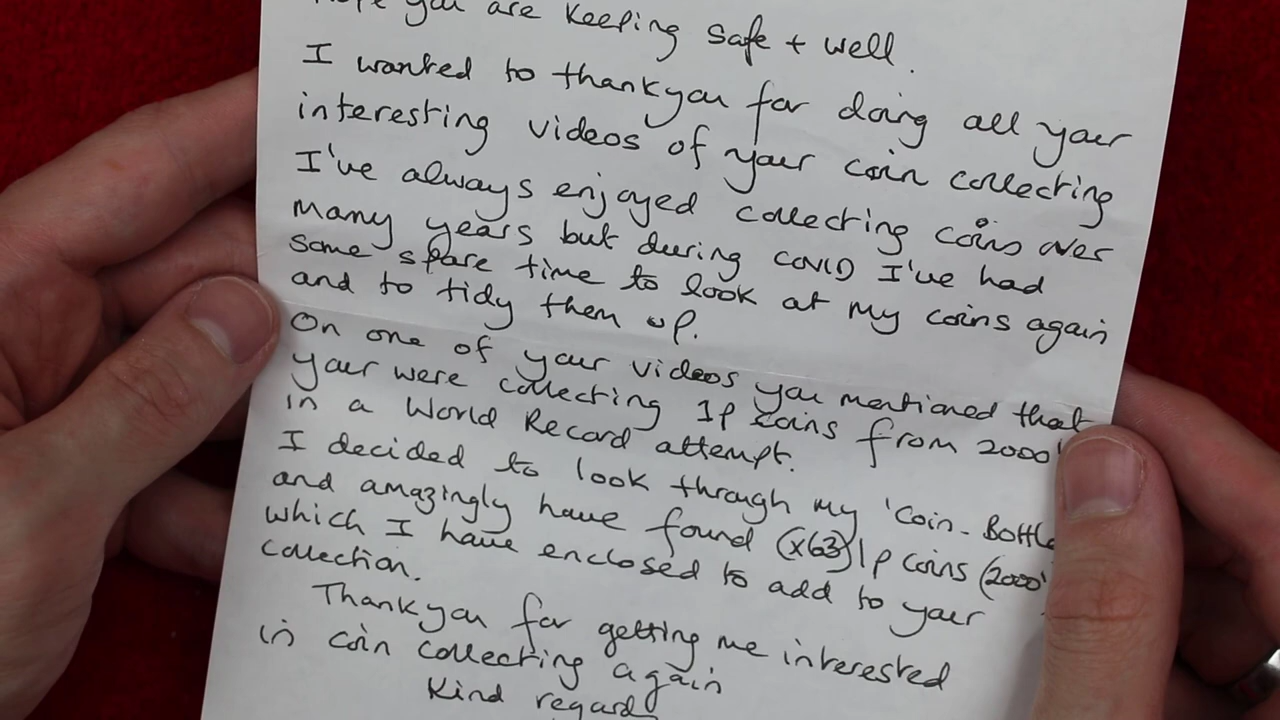 Hope you are keeping safe + well.
I wanted to thankyou for doing all your
interesting videos of your coin collecting
I've always enjoyed collecting coins over
many years but during COVID I've had
some spare time to look at my coins again
and to tidy them up.
On one of your videos you mentioned that
your were collecting 1p coins from 2000'
in a World Record attempt.
I decided to look through my 'Coin-Bottle
and amazingly have found (x63) 1p coins (2000'
which I have enclosed to add to your
collection.
Thankyou for getting me interested
in coin collecting again
Kind regard